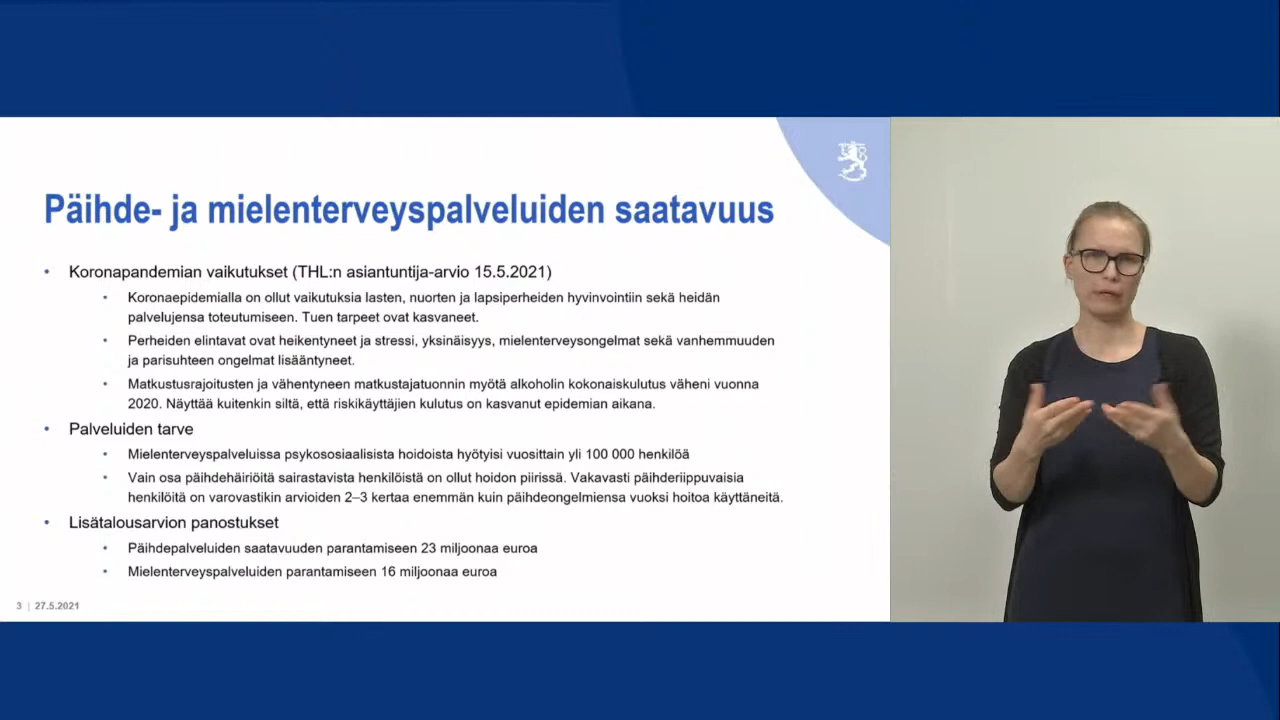 Päihde- ja mielenterveyspalveluiden saatavuus
• Koronapandemian vaikutukset (THL:n asiantuntija-arvio 15.5.2021)
• Koronaepidemialla on ollut vaikutuksia lasten, nuorten ja lapsiperheiden hyvinvointiin sekä heidän
palvelujensa toteutumiseen. Tuen tarpeet ovat kasvaneet.
• Perheiden elintavat ovat heikentyneet ja stressi, yksinäisyys, mielenterveysongelmat sekä vanhemmuuden
ja parisuhteen ongelmat lisääntyneet.
• Matkustusrajoitusten ja vähentyneen matkustajatuonnin myötä alkoholin kokonaiskulutus väheni vuonna
2020. Näyttää kuitenkin siltä, että riskikäyttäjien kulutus on kasvanut epidemian aikana.
• Palveluiden tarve
• Mielenterveyspalveluissa psykososiaalisista hoidoista hyötyisi vuosittain yli 100 000 henkilöä
• Vain osa päihdehäiriöitä sairastavista henkilöistä on ollut hoidon piirissä. Vakavasti päihderiippuvaisia
henkilöitä on varovastikin arvioiden 2–3 kertaa enemmän kuin päihdeongelmiensa vuoksi hoitoa käyttäneitä.
• Lisätalousarvion panostukset
• Päihdepalveluiden saatavuuden parantamiseen 23 miljoonaa euroa
• Mielenterveyspalveluiden parantamiseen 16 miljoonaa euroa
3 | 27.5.2021